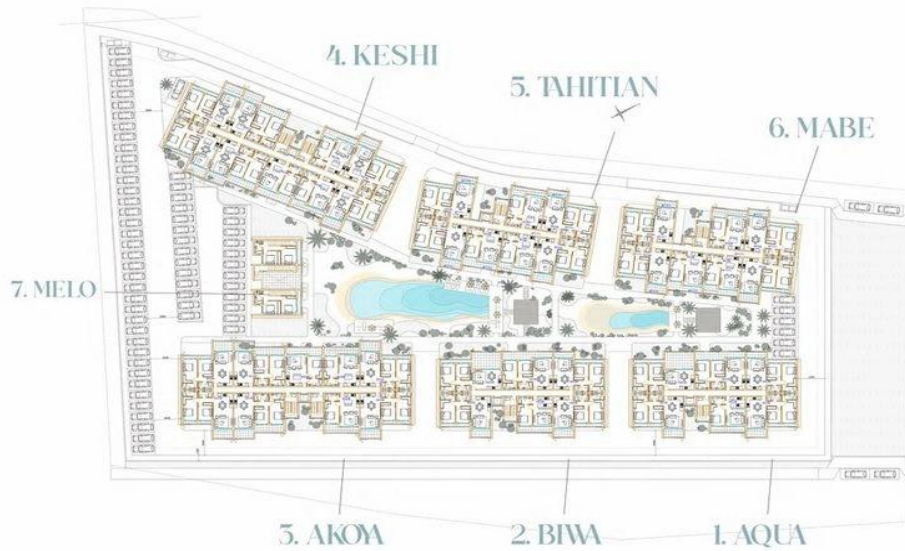 4. KESHI
5. TAHITIAN
6. MABE
7. MELO
3. AKOYA
2. BIWA
1. AQUA